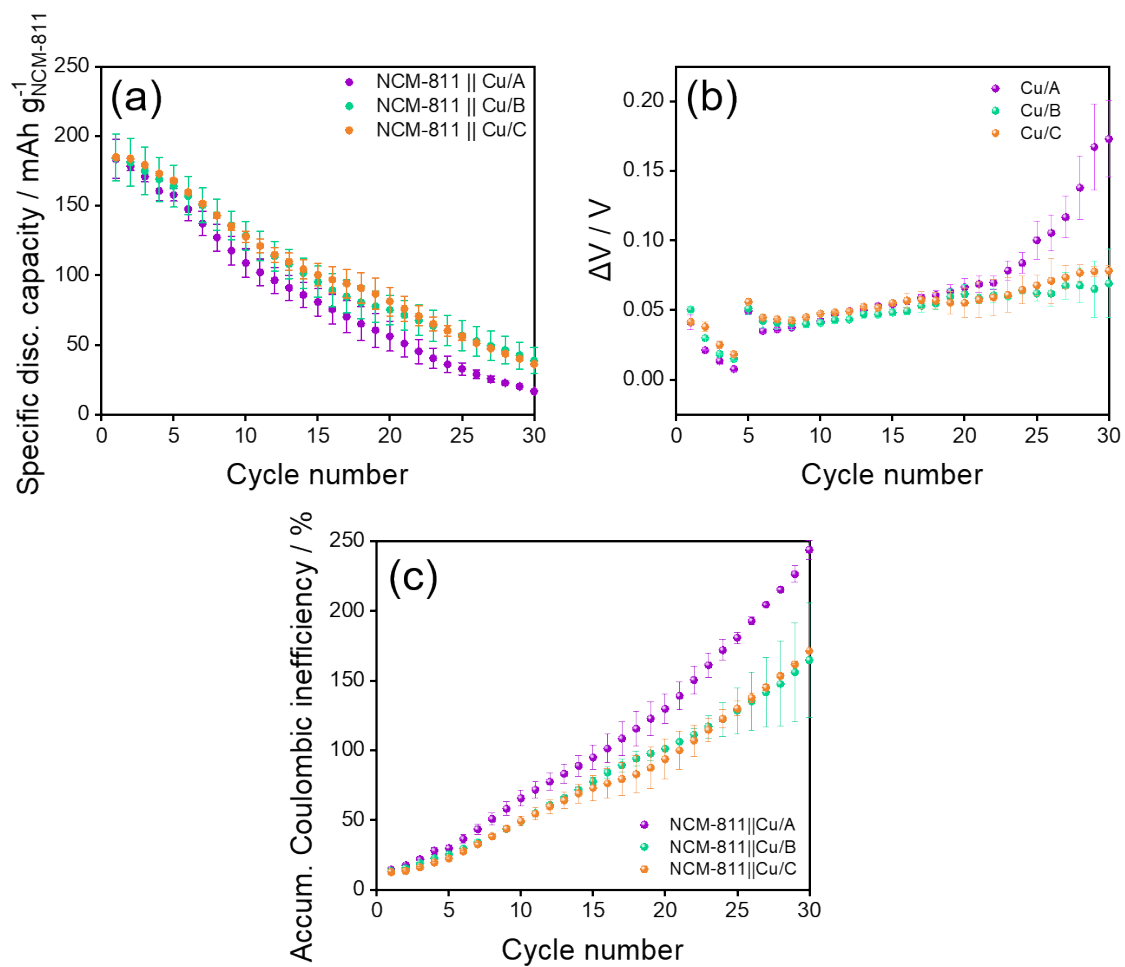 (a)
Specific disc. capacity / mAh g⁻¹NCM-811
250
200
150
100
50
0
NCM-811 || Cu/A
NCM-811 || Cu/B
NCM-811 || Cu/C
0 5 10 15 20 25 30
Cycle number
(b)
ΔV / V
0.20
0.15
0.10
0.05
0.00
Cu/A
Cu/B
Cu/C
0 5 10 15 20 25 30
Cycle number
(c)
Accum. Coulombic inefficiency / %
250
200
150
100
50
0
NCM-811||Cu/A
NCM-811||Cu/B
NCM-811||Cu/C
0 5 10 15 20 25 30
Cycle number